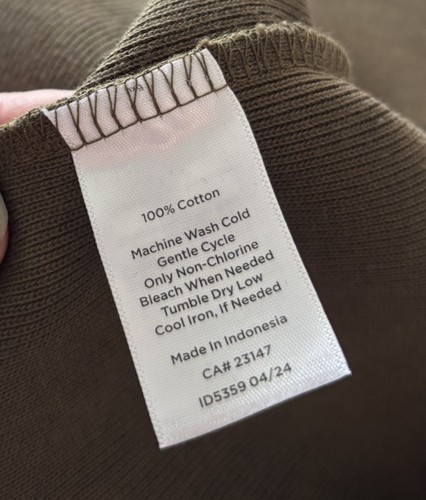 100% Cotton
Machine Wash Cold
Gentle Cycle
Only Non-Chlorine
Bleach When Needed
Tumble Dry Low
Cool Iron, If Needed
Made In Indonesia
CA# 23147
ID5359 04/24